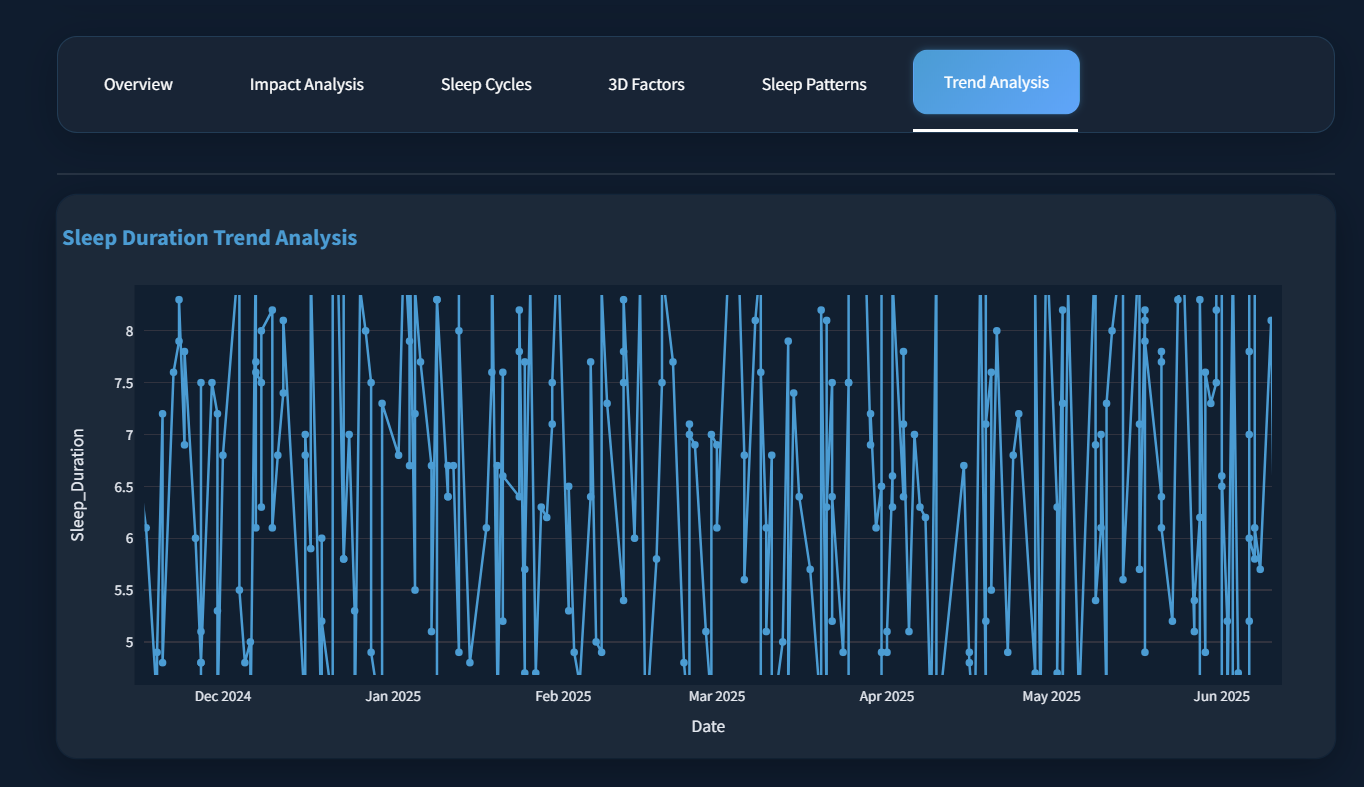 Overview Impact Analysis Sleep Cycles 3D Factors Sleep Patterns Trend Analysis
Sleep Duration Trend Analysis
Sleep_Duration
8
7.5
7
6.5
6
5.5
5
Dec 2024 Jan 2025 Feb 2025 Mar 2025 Apr 2025 May 2025 Jun 2025
Date